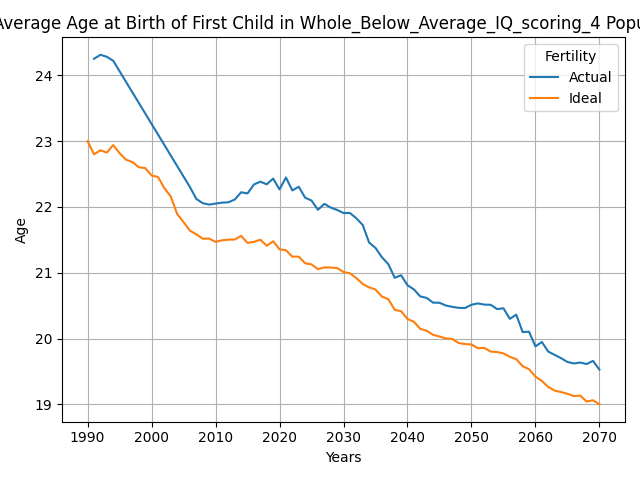 Average Age at Birth of First Child in Whole_Below_Average_IQ_scoring_4 Popu
Fertility
Actual
Ideal
24
23
22
21
20
19
Age
1990
2000
2010
2020
2030
2040
2050
2060
2070
Years